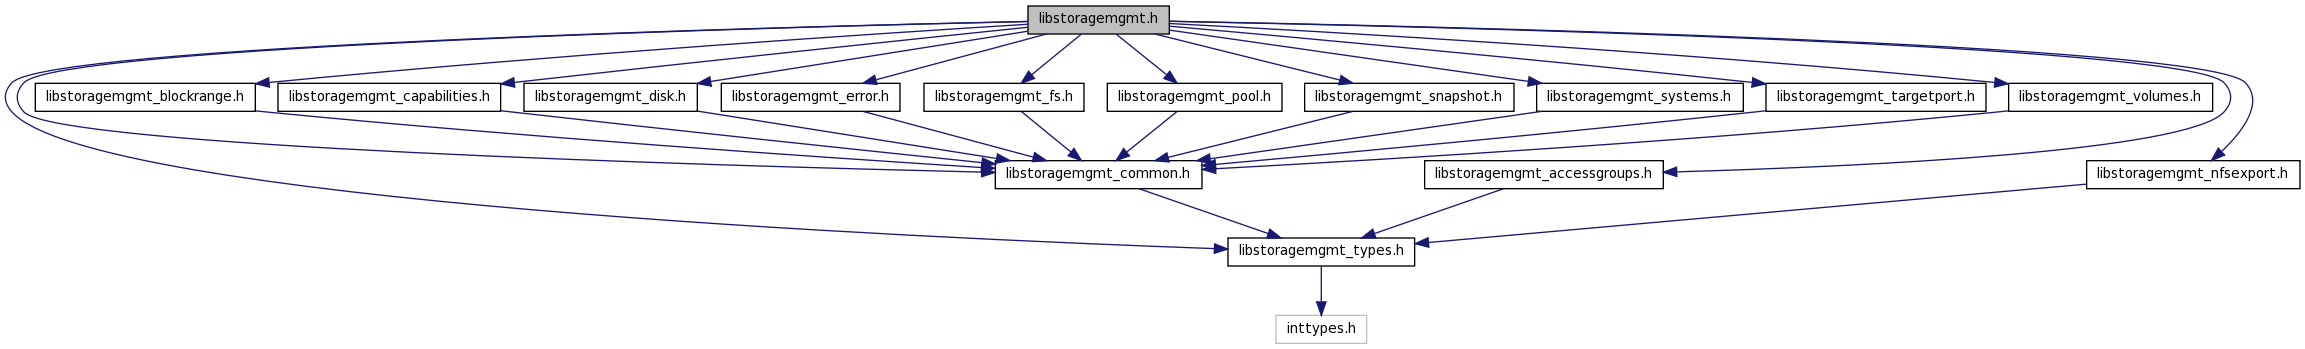 libstoragemgmt.h
libstoragemgmt_blockrange.h
libstoragemgmt_capabilities.h
libstoragemgmt_disk.h
libstoragemgmt_error.h
libstoragemgmt_fs.h
libstoragemgmt_pool.h
libstoragemgmt_snapshot.h
libstoragemgmt_systems.h
libstoragemgmt_targetport.h
libstoragemgmt_volumes.h
libstoragemgmt_common.h
libstoragemgmt_accessgroups.h
libstoragemgmt_nfsexport.h
libstoragemgmt_types.h
inttypes.h